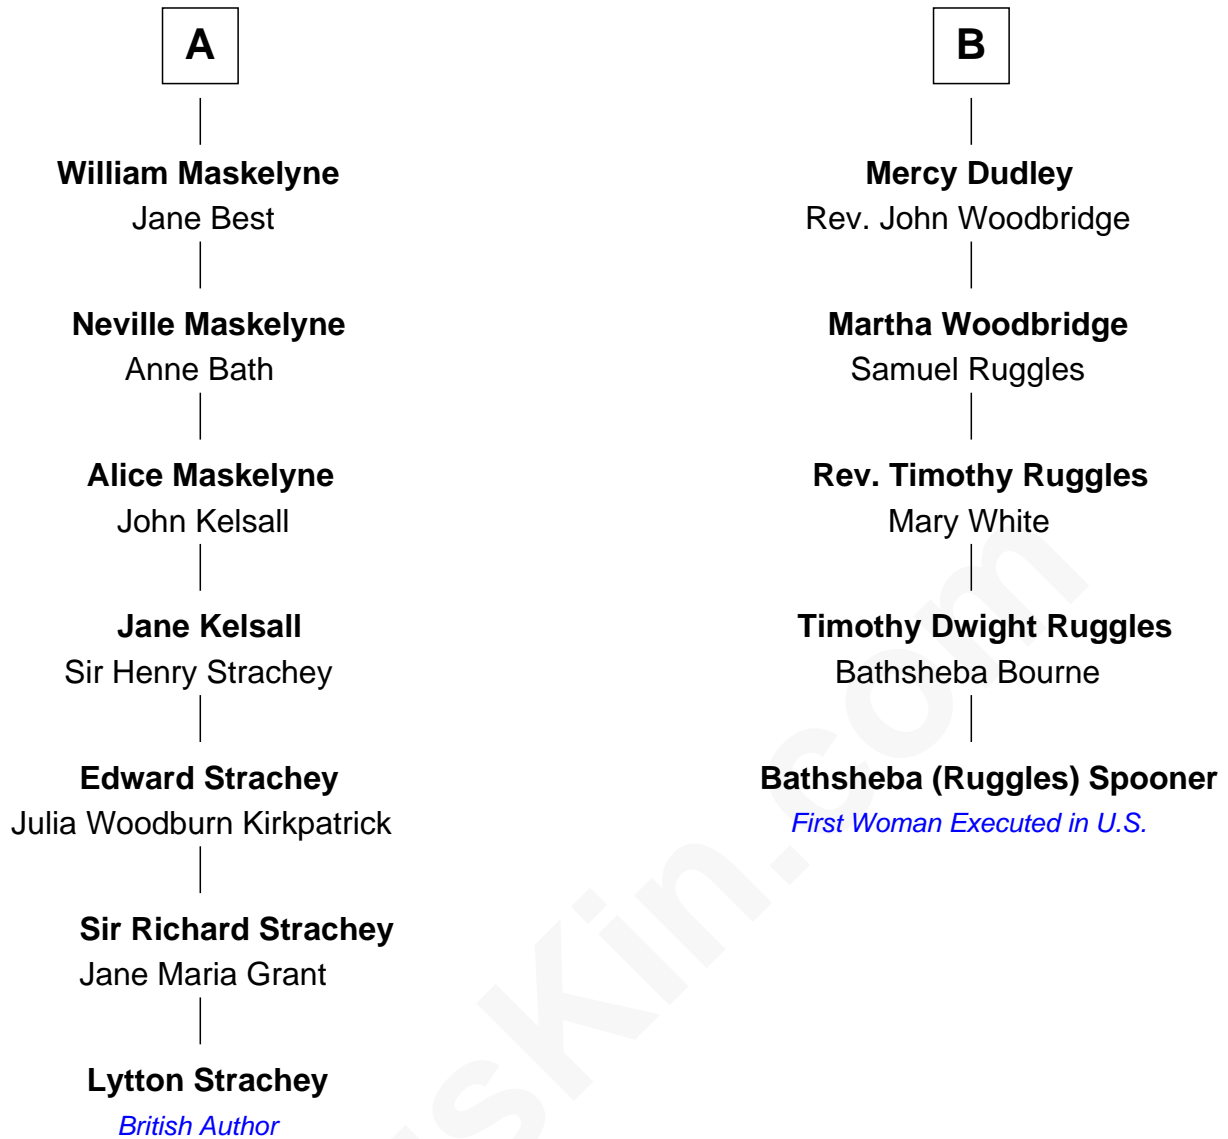 A
William Maskelyne
Jane Best
Neville Maskelyne
Anne Bath
Alice Maskelyne
John Kelsall
Jane Kelsall
Sir Henry Strachey
Edward Strachey
Julia Woodburn Kirkpatrick
Sir Richard Strachey
Jane Maria Grant
Lytton Strachey
British Author
B
Mercy Dudley
Rev. John Woodbridge
Martha Woodbridge
Samuel Ruggles
Rev. Timothy Ruggles
Mary White
Timothy Dwight Ruggles
Bathsheba Bourne
Bathsheba (Ruggles) Spooner
First Woman Executed in U.S.
sKin.com